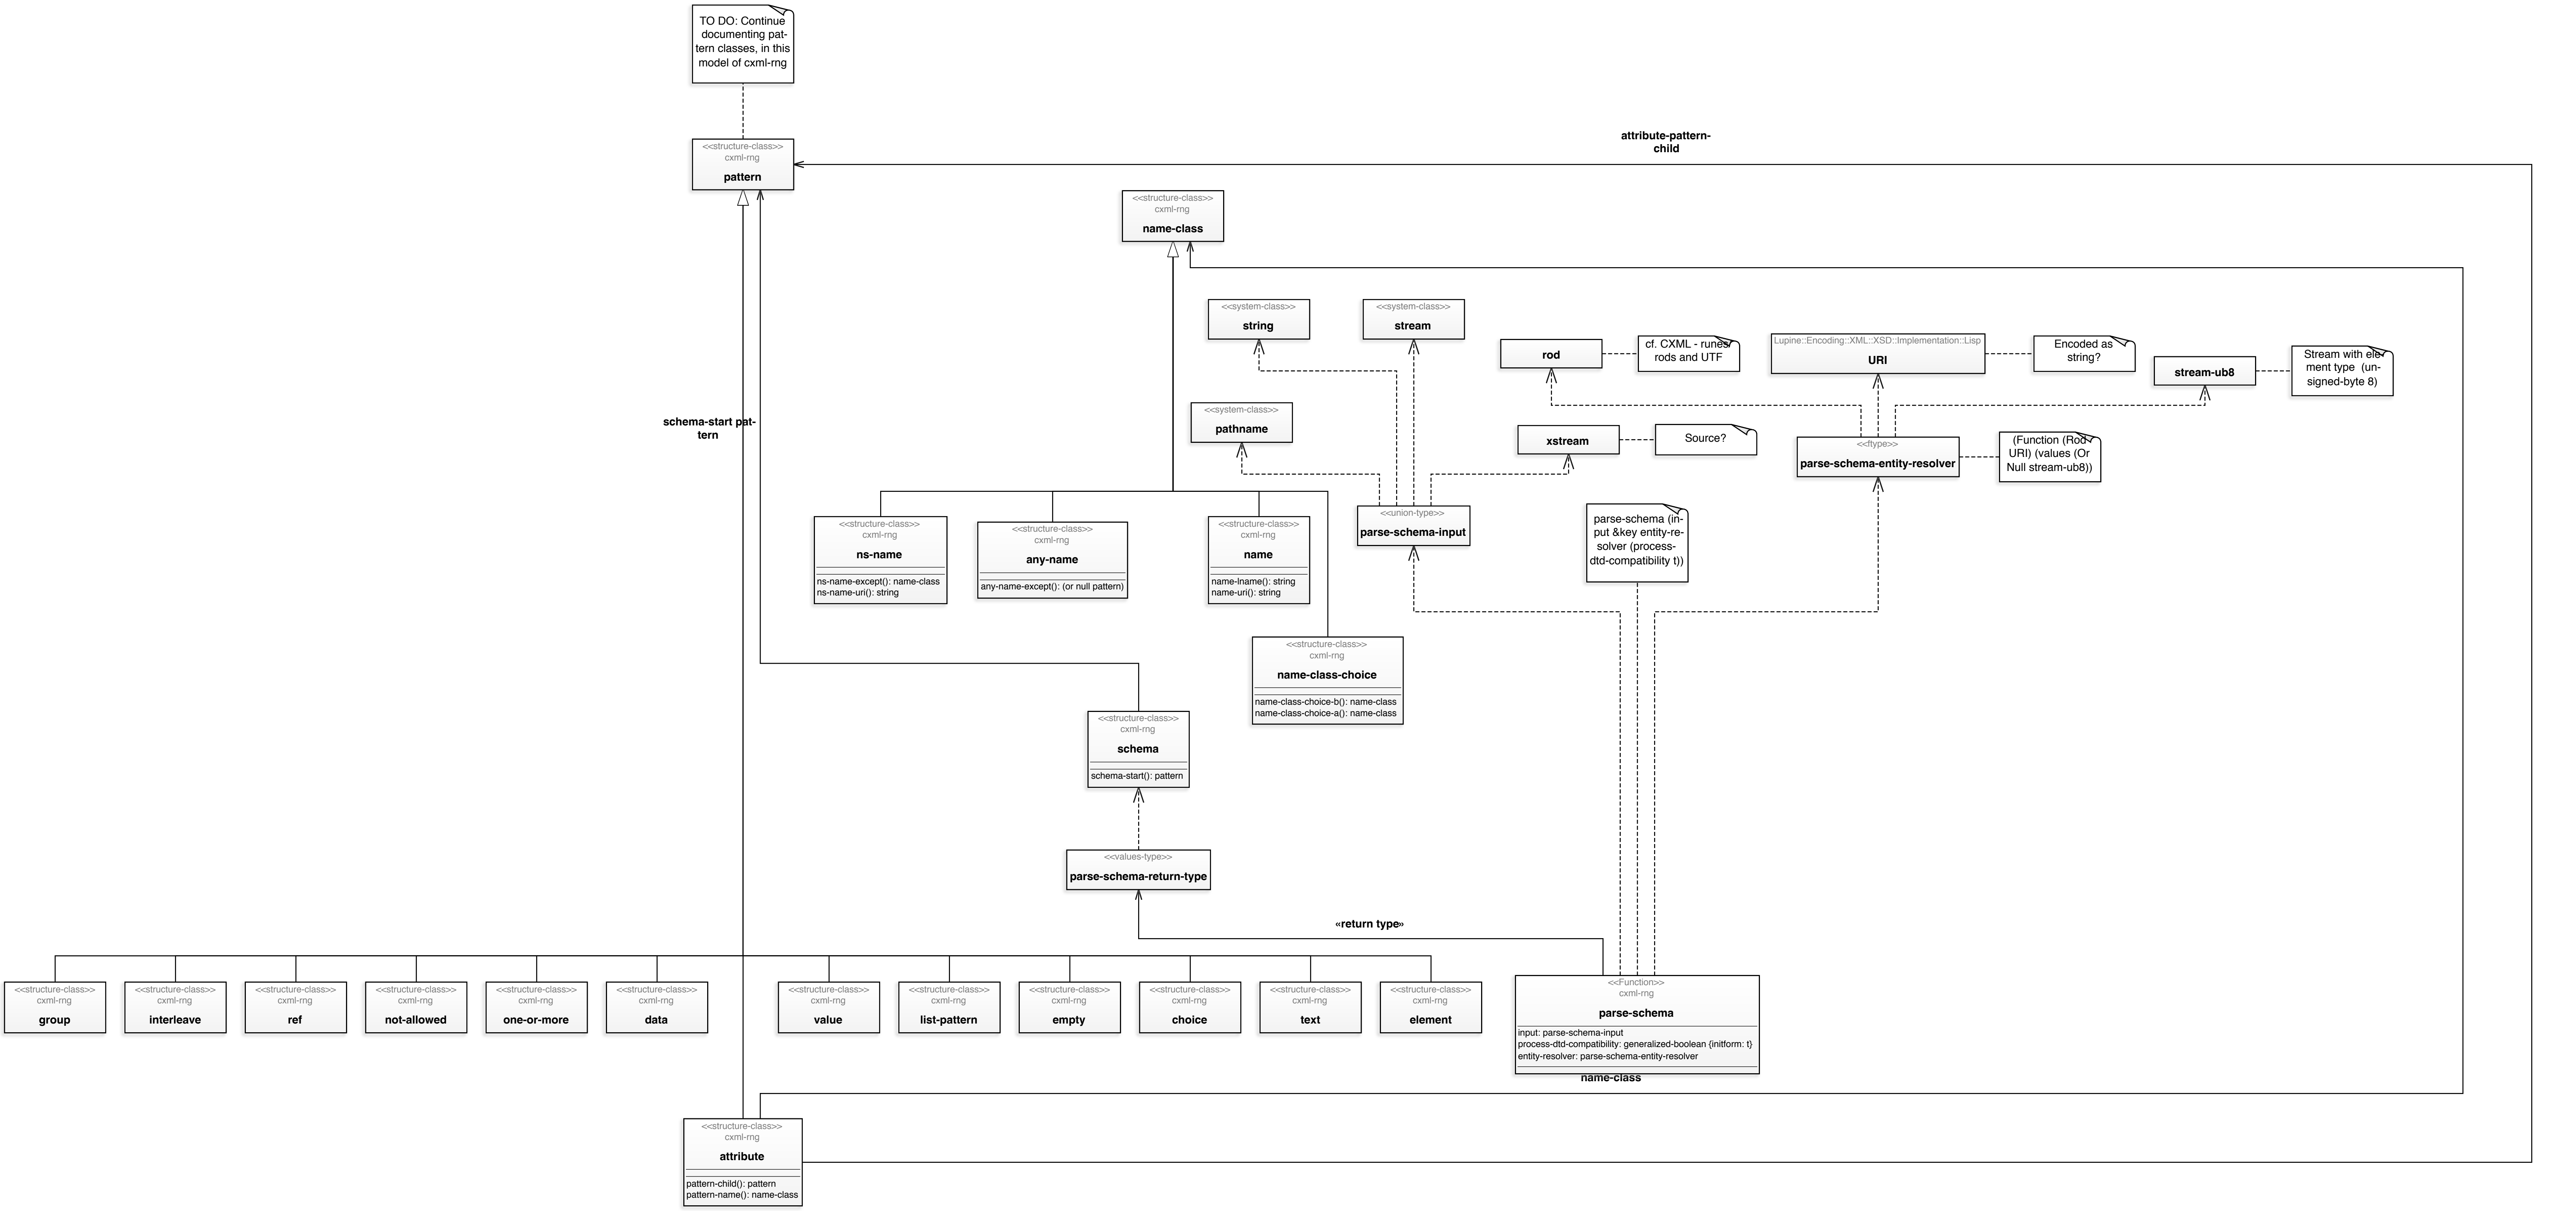 TO DO: Continue
documenting pat-
tern classes, in this
model of cxml-rng
<<structure-class>>
cxml-rng
pattern
attribute-pattern-
child
<<structure-class>>
cxml-rng
name-class
<<system-class>>
string
<<system-class>>
stream
rod
cf. CXML - runes
rods and UTF
Lupine::Encoding::XML::XSD::Implementation::Lisp
URI
Encoded as
string?
stream-ub8
Stream with ele-
ment type (un-
signed-byte 8)
schema-start pat-
tern
<<system-class>>
pathname
xstream
Source?
<<ftype>>
parse-schema-entity-resolver
(Function (Rod
URI) (values (Or
Null stream-ub8))
<<structure-class>>
cxml-rng
ns-name
ns-name-except(): name-class
ns-name-uri(): string
<<structure-class>>
cxml-rng
any-name
any-name-except(): (or null pattern)
<<structure-class>>
cxml-rng
name
name-lname(): string
name-uri(): string
<<union-type>>
parse-schema-input
parse-schema (in-
put &key entity-re-
solver (process-
dtd-compatibility t))
<<structure-class>>
cxml-rng
name-class-choice
name-class-choice-b(): name-class
name-class-choice-a(): name-class
<<structure-class>>
cxml-rng
schema
schema-start(): pattern
<<values-type>>
parse-schema-return-type
«return type»
<<structure-class>>
cxml-rng
group
<<structure-class>>
cxml-rng
interleave
<<structure-class>>
cxml-rng
ref
<<structure-class>>
cxml-rng
not-allowed
<<structure-class>>
cxml-rng
one-or-more
<<structure-class>>
cxml-rng
data
<<structure-class>>
cxml-rng
value
<<structure-class>>
cxml-rng
list-pattern
<<structure-class>>
cxml-rng
empty
<<structure-class>>
cxml-rng
choice
<<structure-class>>
cxml-rng
text
<<structure-class>>
cxml-rng
element
<<Function>>
cxml-rng
parse-schema
input: parse-schema-input
process-dtd-compatibility: generalized-boolean {initform: t}
entity-resolver: parse-schema-entity-resolver
name-class
<<structure-class>>
cxml-rng
attribute
pattern-child(): pattern
pattern-name(): name-class